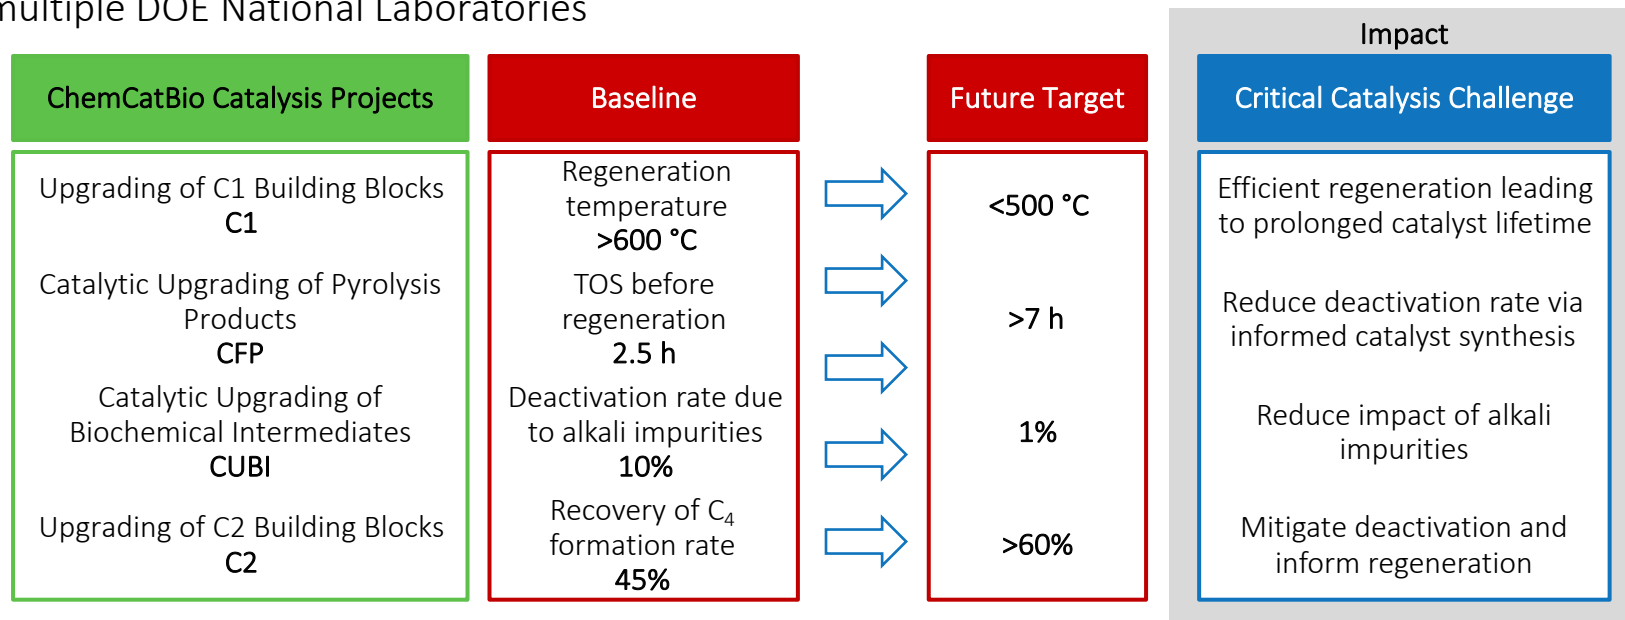 multiple DOE National Laboratories
Impact
ChemCatBio Catalysis Projects
Baseline
Future Target
Critical Catalysis Challenge
Upgrading of C1 Building Blocks
C1
Regeneration
temperature
>600 °C
<500 °C
Efficient regeneration leading
to prolonged catalyst lifetime
Catalytic Upgrading of Pyrolysis
Products
CFP
TOS before
regeneration
2.5 h
>7 h
Reduce deactivation rate via
informed catalyst synthesis
Catalytic Upgrading of
Biochemical Intermediates
CUBI
Deactivation rate due
to alkali impurities
10%
1%
Reduce impact of alkali
impurities
Upgrading of C2 Building Blocks
C2
Recovery of C₄
formation rate
45%
>60%
Mitigate deactivation and
inform regeneration